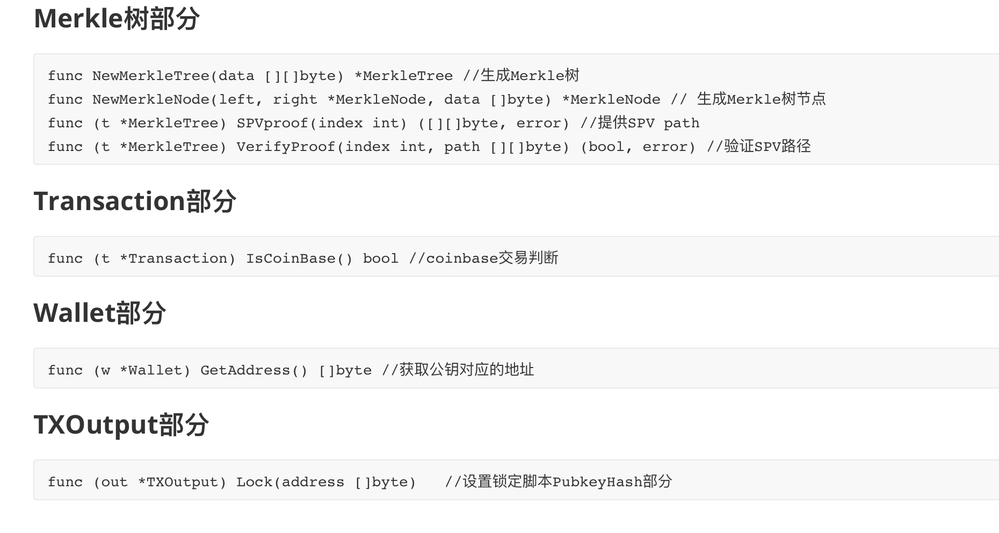 Merkle树部分
func NewMerkleTree(data [][]byte) *MerkleTree //生成Merkle树
func NewMerkleNode(left, right *MerkleNode, data []byte) *MerkleNode // 生成Merkle树节点
func (t *MerkleTree) SPVproof(index int) ([][]byte, error) //提供SPV path
func (t *MerkleTree) VerifyProof(index int, path [][]byte) (bool, error) //验证SPV路径
Transaction部分
func (t *Transaction) IsCoinBase() bool //coinbase交易判断
Wallet部分
func (w *Wallet) GetAddress() []byte //获取公钥对应的地址
TXOutput部分
func (out *TXOutput) Lock(address []byte)   //设置锁定脚本PubkeyHash部分